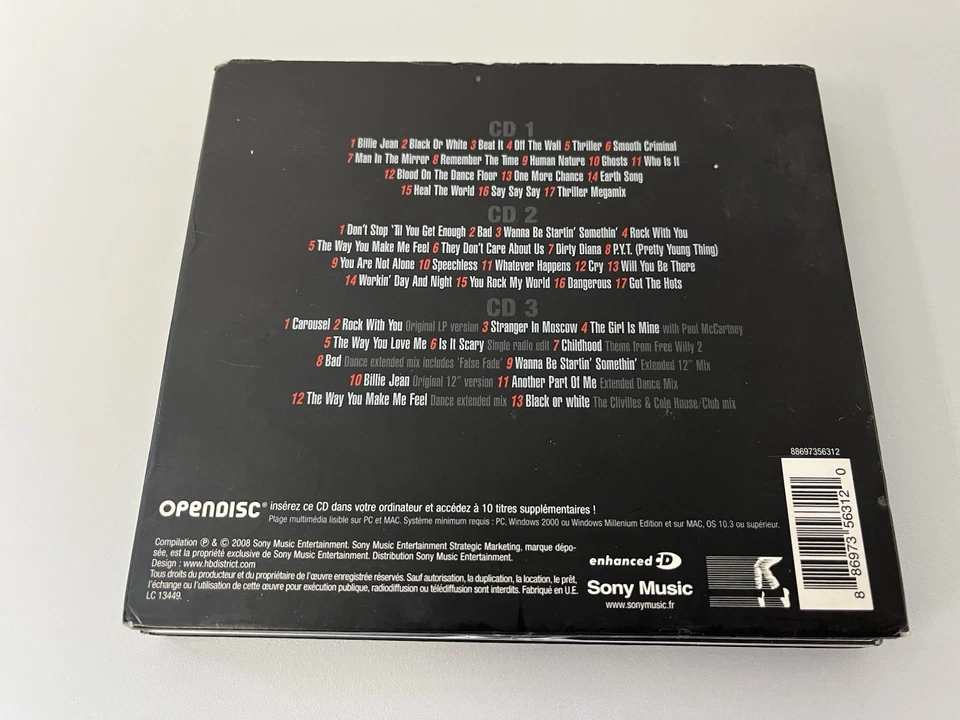 CD 1
1 Billie Jean 2 Black Or White 3 Beat It 4 Off The Wall 5 Thriller 6 Smooth Criminal
7 Man In The Mirror 8 Remember The Time 9 Human Nature 10 Ghosts 11 Who Is It
12 Blood On The Dance Floor 13 One More Chance 14 Earth Song
15 Heal The World 16 Say Say Say 17 Thriller Megamix
CD 2
1 Don't Stop 'Til You Get Enough 2 Bad 3 Wanna Be Startin' Somethin' 4 Rock With You
5 The Way You Make Me Feel 6 They Don't Care About Us 7 Dirty Diana 8 P.Y.T. (Pretty Young Thing)
9 You Are Not Alone 10 Speechless 11 Whatever Happens 12 Cry 13 Will You Be There
14 Workin' Day And Night 15 You Rock My World 16 Dangerous 17 Got The Hots
CD 3
1 Carousel 2 Rock With You Original LP version 3 Stranger In Moscow 4 The Girl Is Mine with Paul McCartney
5 The Way You Love Me 6 Is It Scary Single radio edit 7 Childhood Theme from Free Willy 2
8 Bad Dance extended mix includes 'False Fade' 9 Wanna Be Startin' Somethin' Extended 12" Mix
10 Billie Jean Original 12" version 11 Another Part Of Me Extended Dance Mix
12 The Way You Make Me Feel Dance extended mix 13 Black or white The Clivilles & Cole House/Club mix
88697356312
8 86973 56312 0
OPENDISC® insérez ce CD dans votre ordinateur et accédez à 10 titres supplémentaires !
Plage multimédia lisible sur PC et MAC. Système minimum requis : PC, Windows 2000 ou Windows Millenium Edition et sur MAC, OS 10.3 ou supérieur.
Compilation ℗ & © 2008 Sony Music Entertainment. Sony Music Entertainment Strategic Marketing, marque dépo-
sée, est la propriété exclusive de Sony Music Entertainment. Distribution Sony Music Entertainment.
Design : www.hbdistrict.com
Tous droits du producteur et du propriétaire de l'œuvre enregistrée réservés. Sauf autorisation, la duplication, la location, le prêt,
l'échange ou l'utilisation de cette œuvre pour exécution publique, radiodiffusion ou télédiffusion sont interdits. Fabriqué en U.E.
LC 13449.
enhanced CD
Sony Music
www.sonymusic.fr